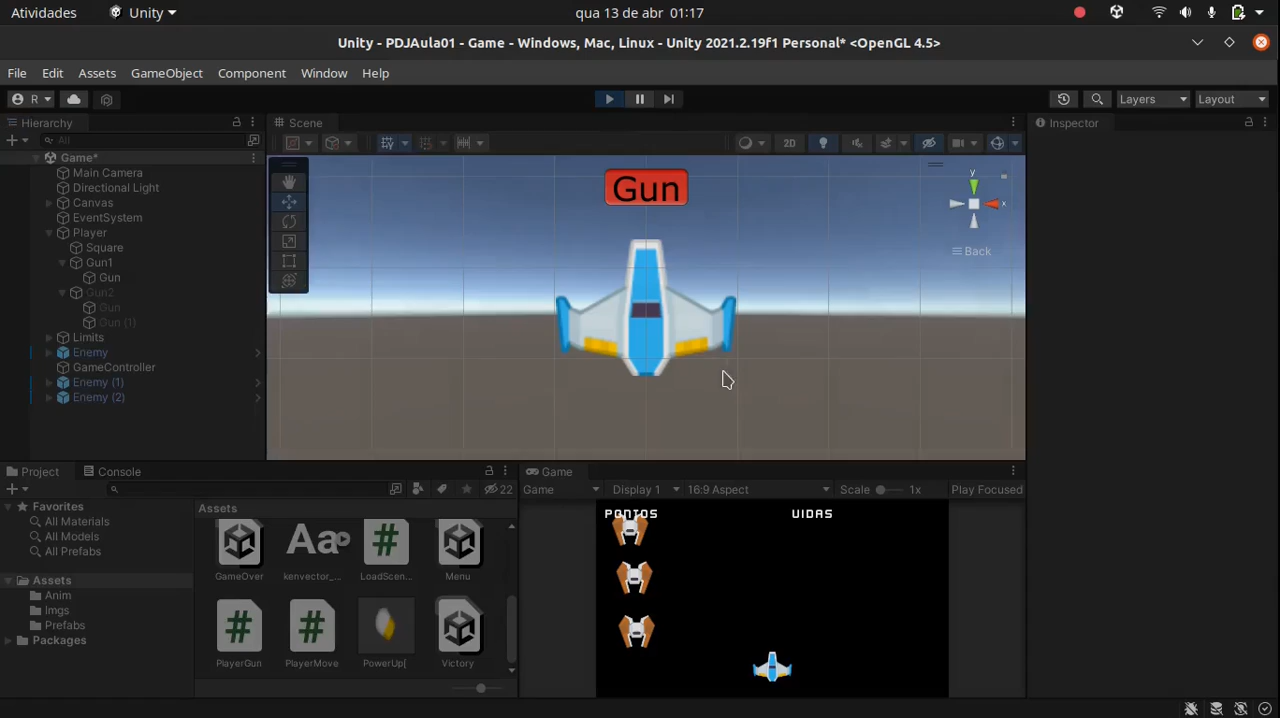 Atividades Unity qua 13 de abr 01:17
Unity - PDJAula01 - Game - Windows, Mac, Linux - Unity 2021.2.19f1 Personal* <OpenGL 4.5>
File Edit Assets GameObject Component Window Help
R Layers Layout
Hierarchy Scene Inspector
All
2D
Game*
Main Camera
Directional Light
Canvas
EventSystem
Player
Square
Gun1
Gun
Gun2
Gun
Gun (1)
Limits
Enemy
GameController
Enemy (1)
Enemy (2)
Gun
y
x
Back
Project Console Game
22 Game Display 1 16:9 Aspect Scale 1x Play Focused
Favorites
All Materials
All Models
All Prefabs
Assets
Anim
Imgs
Prefabs
Packages
Assets
GameOver kenvector_... LoadScen... Menu
PlayerGun PlayerMove PowerUp[ Victory
PONTOS VIDAS